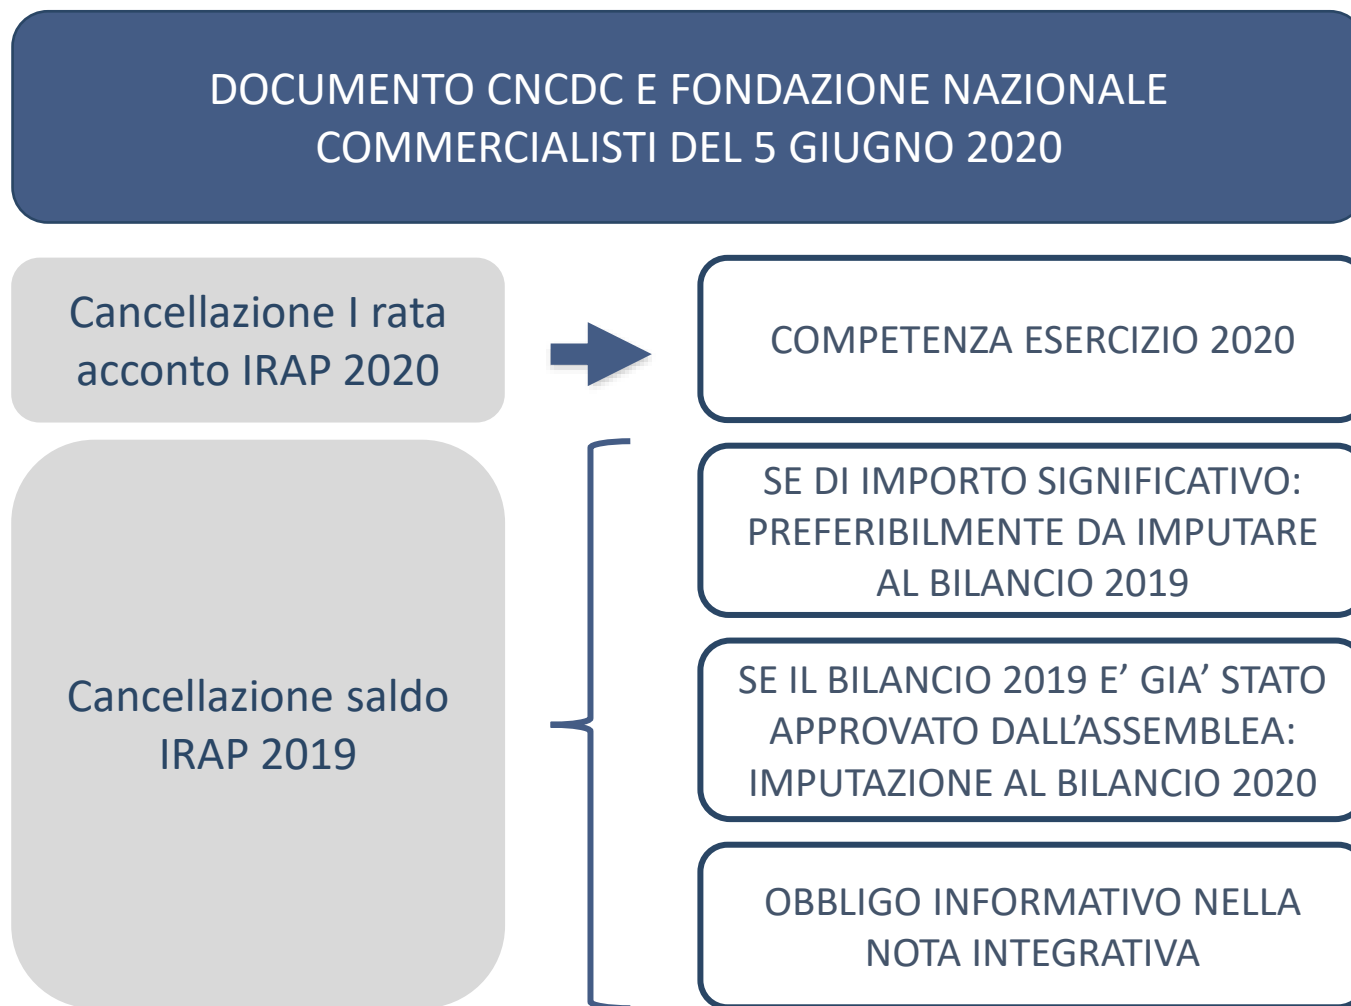 DOCUMENTO CNCDC E FONDAZIONE NAZIONALE
COMMERCIALISTI DEL 5 GIUGNO 2020
Cancellazione I rata
acconto IRAP 2020
COMPETENZA ESERCIZIO 2020
Cancellazione saldo
IRAP 2019
SE DI IMPORTO SIGNIFICATIVO:
PREFERIBILMENTE DA IMPUTARE
AL BILANCIO 2019
SE IL BILANCIO 2019 E’ GIA’ STATO
APPROVATO DALL’ASSEMBLEA:
IMPUTAZIONE AL BILANCIO 2020
OBBLIGO INFORMATIVO NELLA
NOTA INTEGRATIVA